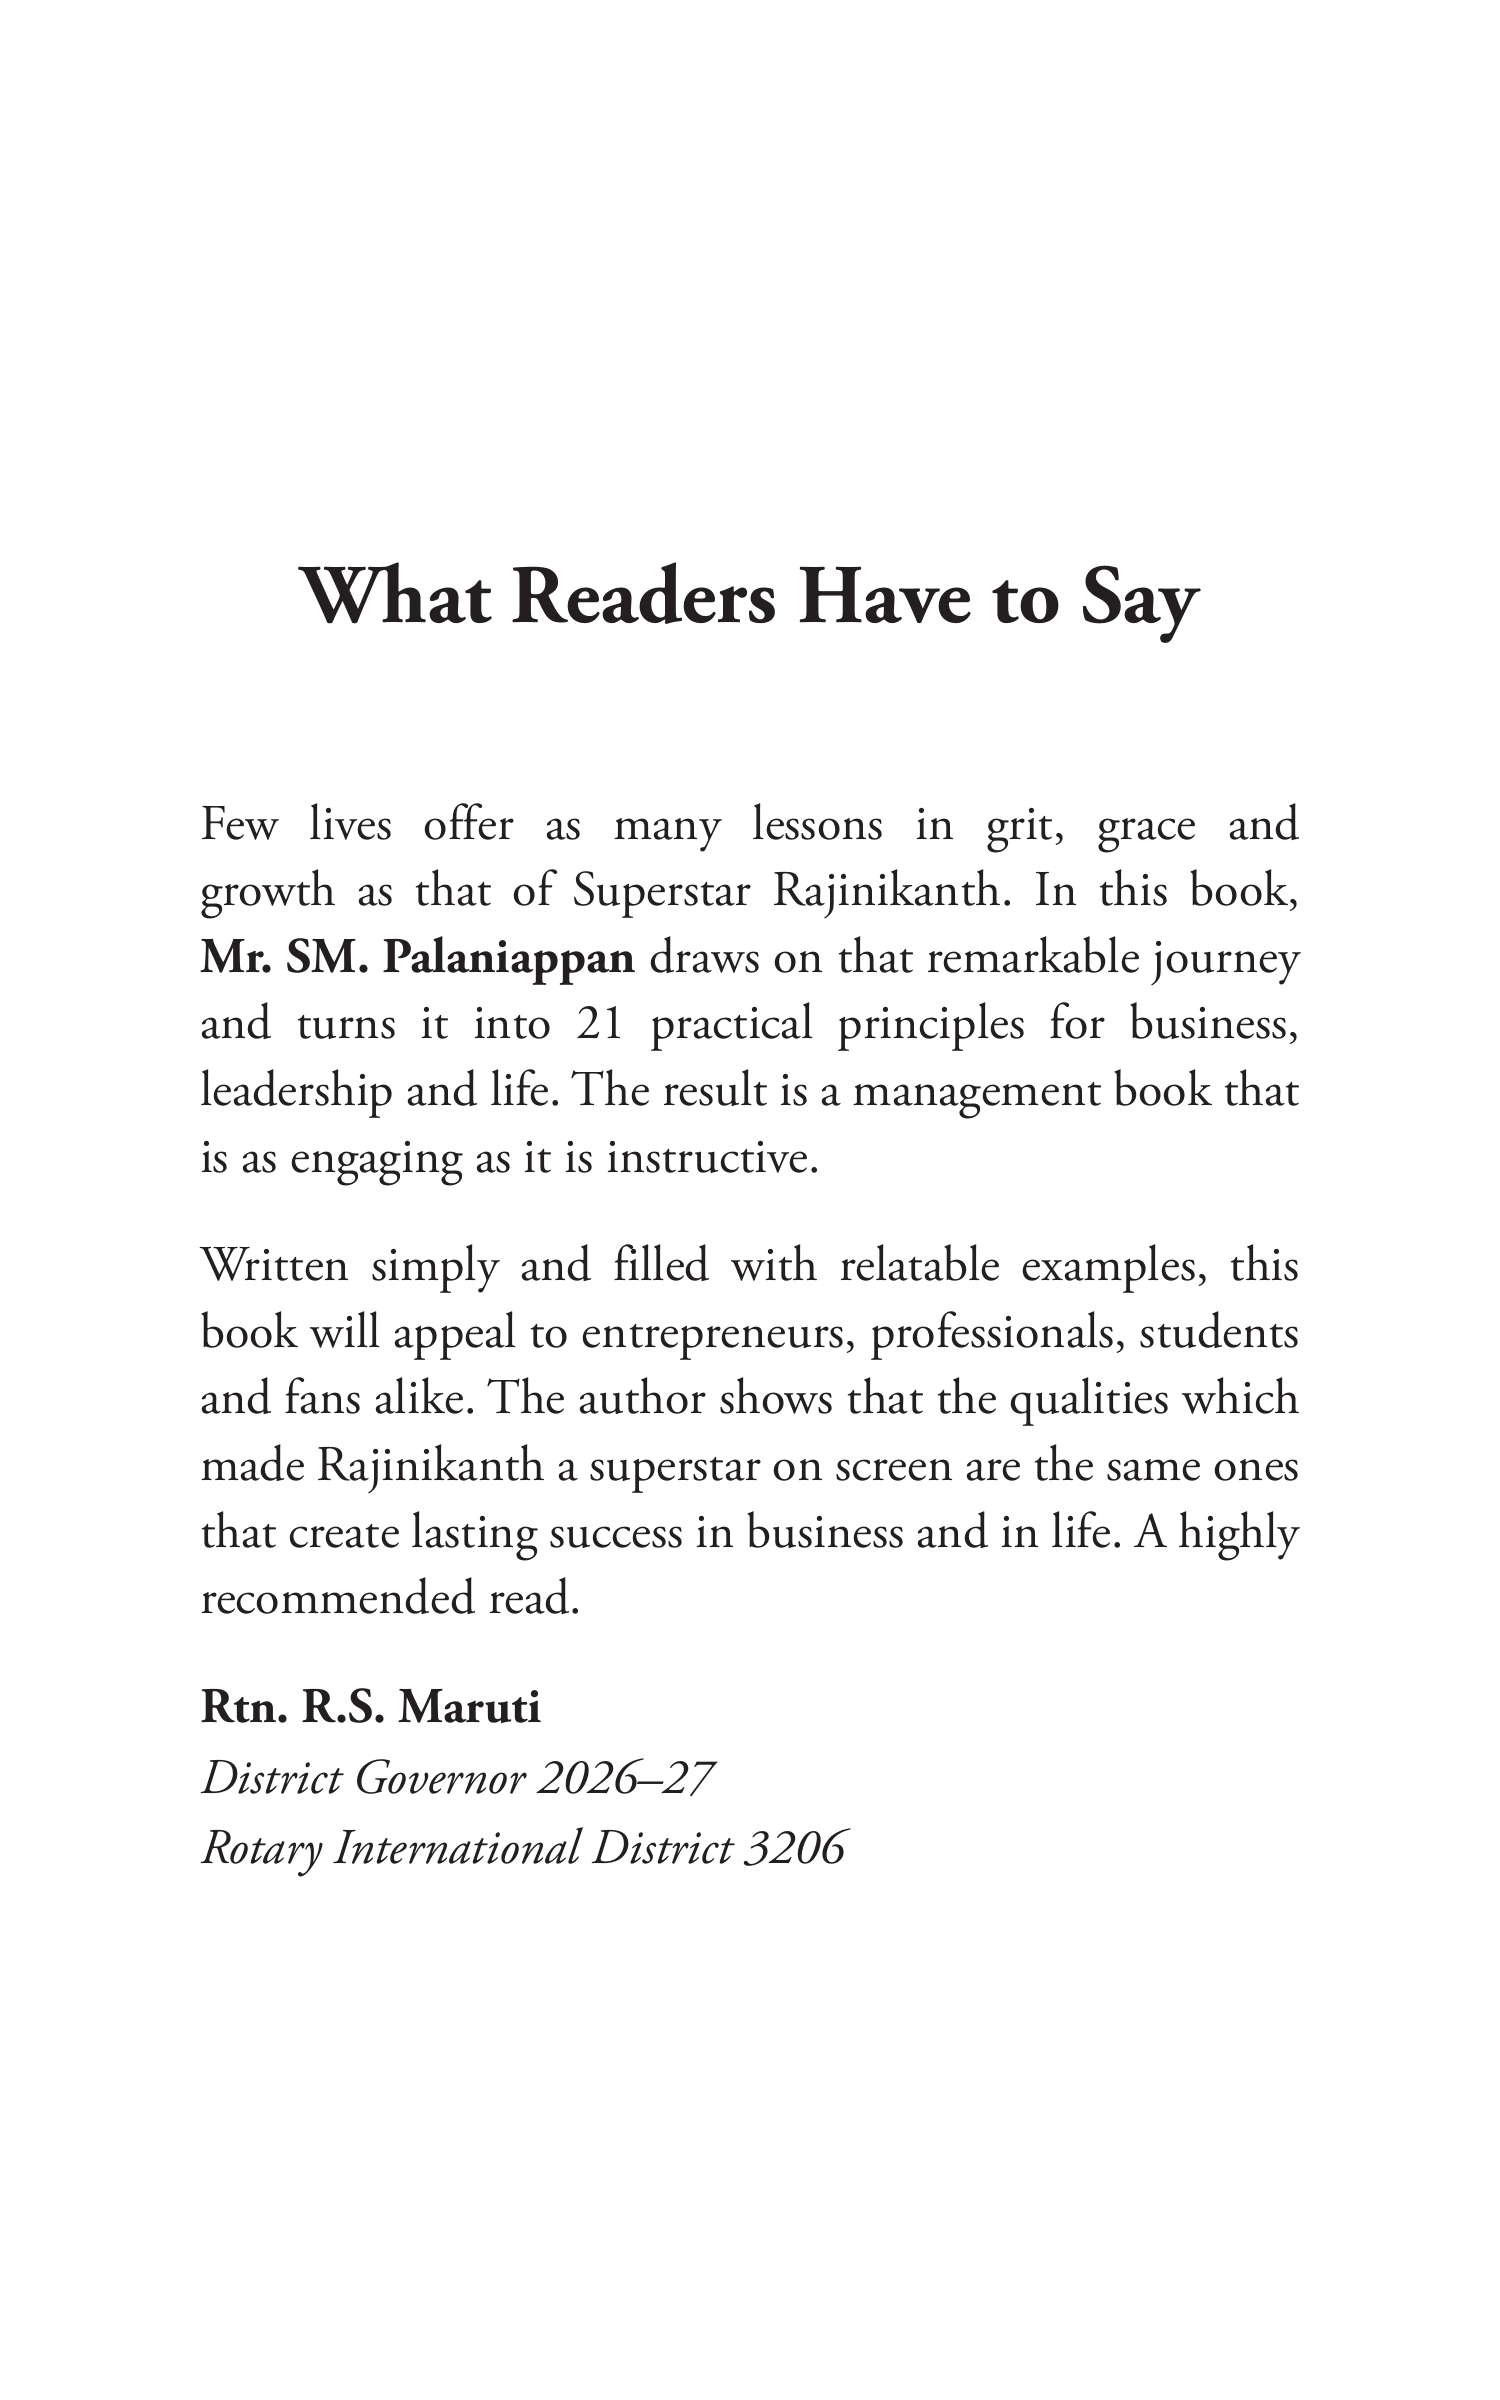 What Readers Have to Say
Few lives offer as many lessons in grit, grace and
growth as that of Superstar Rajinikanth. In this book,
Mr. SM. Palaniappan draws on that remarkable journey
and turns it into 21 practical principles for business,
leadership and life. The result is a management book that
is as engaging as it is instructive.
Written simply and filled with relatable examples, this
book will appeal to entrepreneurs, professionals, students
and fans alike. The author shows that the qualities which
made Rajinikanth a superstar on screen are the same ones
that create lasting success in business and in life. A highly
recommended read.
Rtn. R.S. Maruti
District Governor 2026–27
Rotary International District 3206